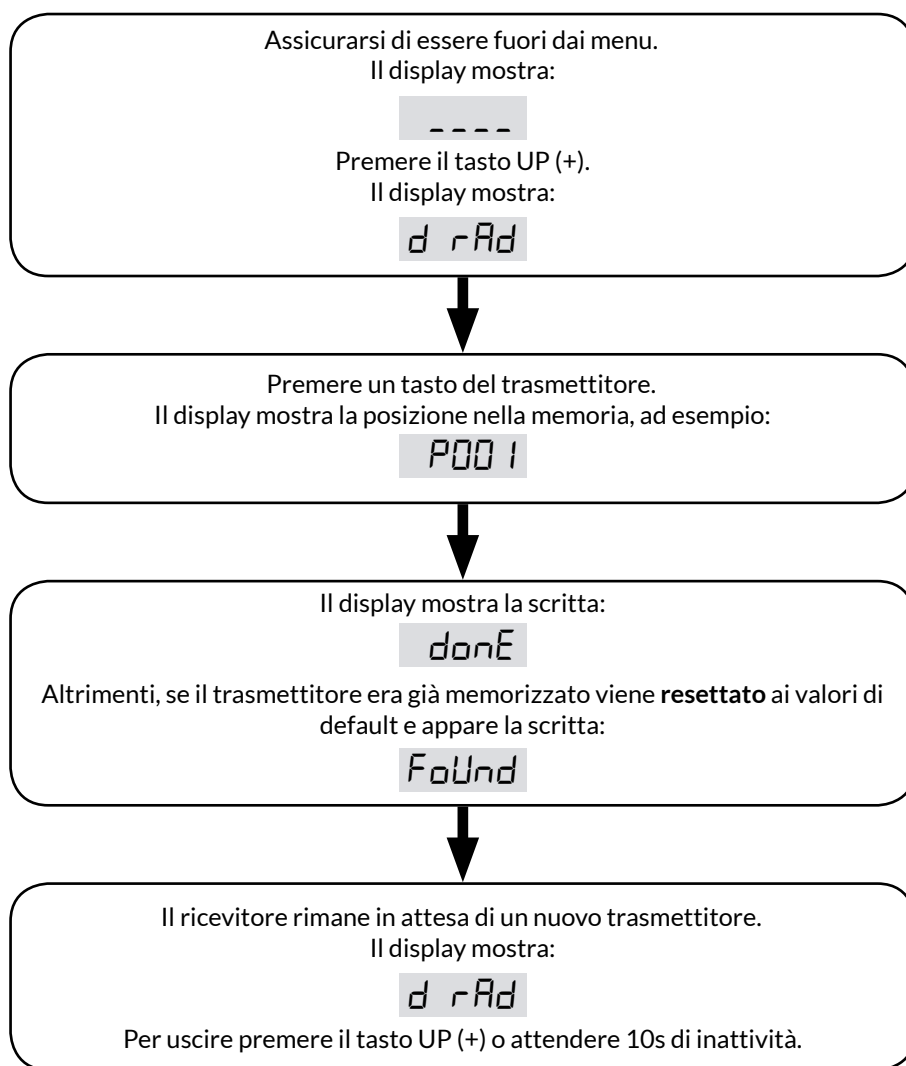 Assicurarsi di essere fuori dai menu.
Il display mostra:
_ _ _ _
Premere il tasto UP (+).
Il display mostra:
d rAd
Premere un tasto del trasmettitore.
Il display mostra la posizione nella memoria, ad esempio:
P001
Il display mostra la scritta:
donE
Altrimenti, se il trasmettitore era già memorizzato viene resettato ai valori di
default e appare la scritta:
FoUnd
Il ricevitore rimane in attesa di un nuovo trasmettitore.
Il display mostra:
d rAd
Per uscire premere il tasto UP (+) o attendere 10s di inattività.